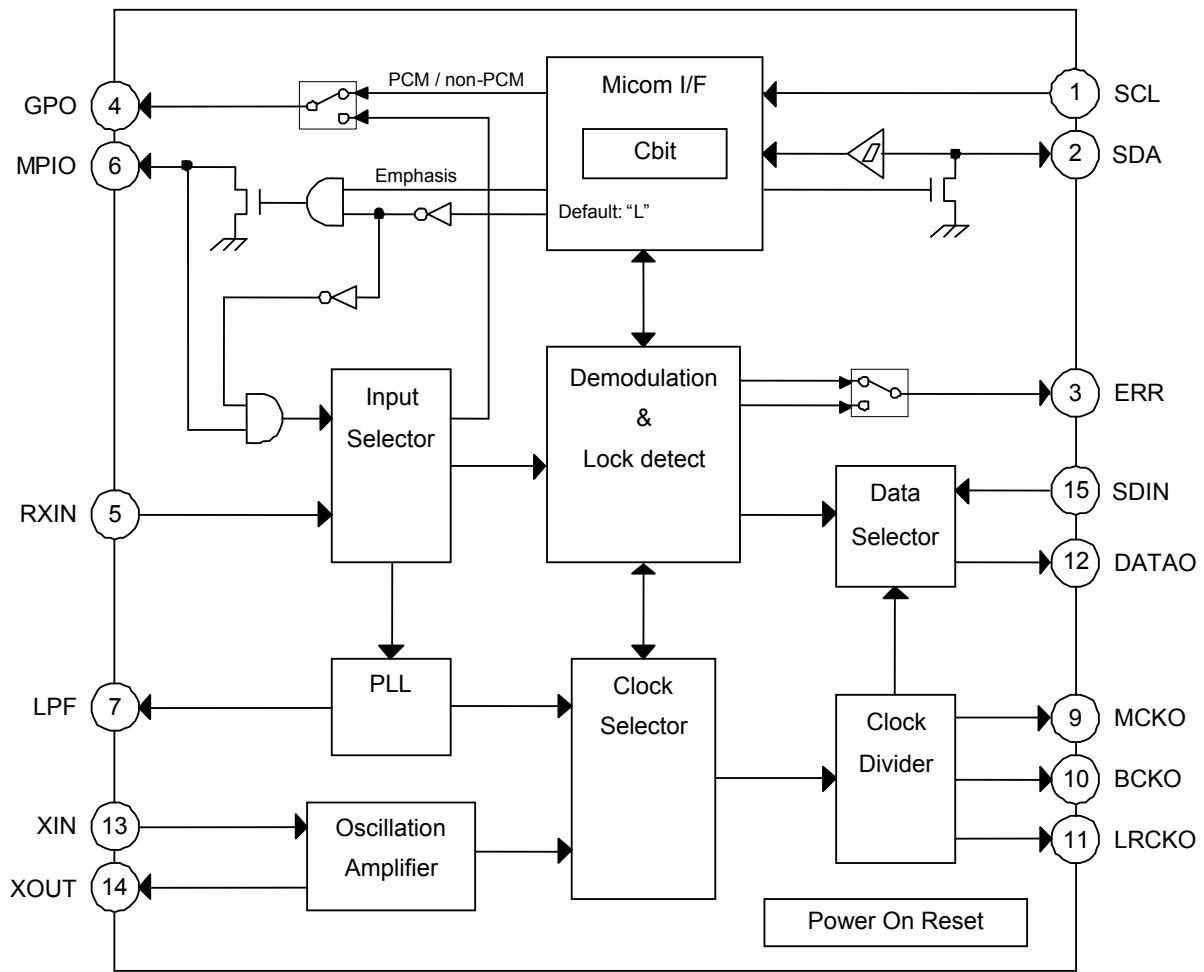 PCM / non-PCM
Micom I/F
Cbit
GPO
4
1
SCL
MPIO
6
2
SDA
Emphasis
Default: “L”
Input
Selector
Demodulation
&
Lock detect
3
ERR
RXIN
5
Data
Selector
15
SDIN
12
DATAO
LPF
7
PLL
Clock
Selector
Clock
Divider
9
MCKO
10
BCKO
11
LRCKO
XIN
13
XOUT
14
Oscillation
Amplifier
Power On Reset